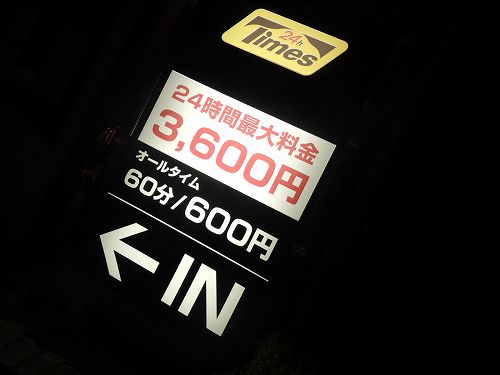 24h
Times
24時間最大料金
3,600円
オールタイム
60分/600円
←IN